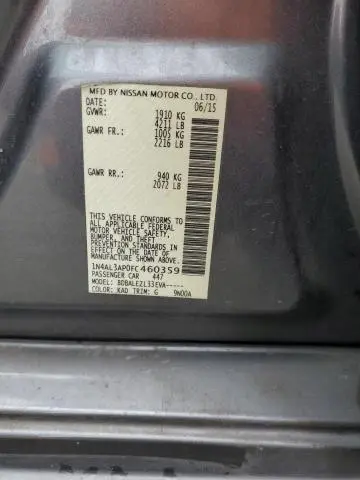 MFD BY NISSAN MOTOR CO., LTD.
DATE: 06/15
GVWR: 1910 KG
4211 LB
GAWR FR.: 1005 KG
2216 LB
GAWR RR.: 940 KG
2072 LB
THIS VEHICLE CONFORMS TO
ALL APPLICABLE FEDERAL
MOTOR VEHICLE SAFETY,
BUMPER, AND THEFT
PREVENTION STANDARDS
IN EFFECT ON THE DATE OF
MANUFACTURE SHOWN ABOVE.
1N4AL3AP0FC460359
PASSENGER CAR 447
MODEL: BDBALEZL33EVA-----
COLOR: KAD TRIM: G 9N00A